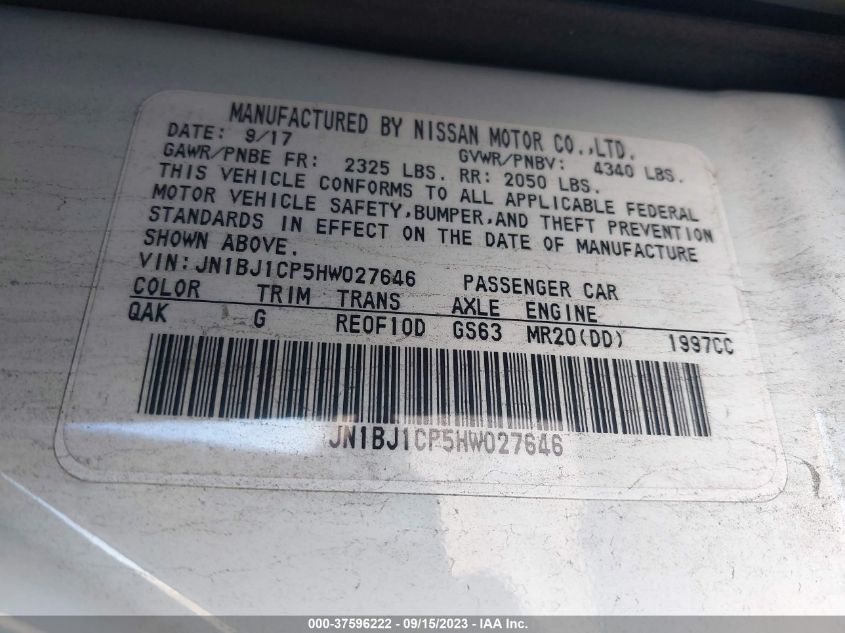 MANUFACTURED BY NISSAN MOTOR CO.,LTD.
DATE: 9/17 GVWR/PNBV: 4340 LBS.
GAWR/PNBE FR: 2325 LBS. RR: 2050 LBS.
THIS VEHICLE CONFORMS TO ALL APPLICABLE FEDERAL
MOTOR VEHICLE SAFETY,BUMPER,AND THEFT PREVENTION
STANDARDS IN EFFECT ON THE DATE OF MANUFACTURE
SHOWN ABOVE.
VIN:JN1BJ1CP5HW027646 PASSENGER CAR
COLOR TRIM TRANS AXLE ENGINE
QAK G RE0F10D GS63 MR20(DD) 1997CC
JN1BJ1CP5HW027646
000-37596222 - 09/15/2023 - IAA Inc.